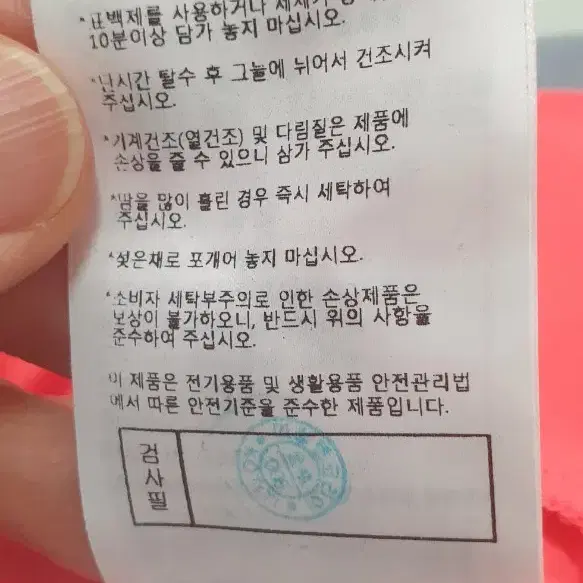 *표백제를 사용하거나
10분이상 담가 놓지 마십시오.
*단시간 탈수 후 그늘에 뉘어서 건조시켜
주십시오.
*기계건조(열건조) 및 다림질은 제품에
손상을 줄 수 있으니 삼가 주십시오.
*땀을 많이 흘린 경우 즉시 세탁하여
주십시오.
*젖은채로 포개어 놓지 마십시오.
*소비자 세탁부주의로 인한 손상제품은
보상이 불가하오니, 반드시 위의 사항을
준수하여 주십시오.
이 제품은 전기용품 및 생활용품 안전관리법
에서 따른 안전기준을 준수한 제품입니다.
검
사
필